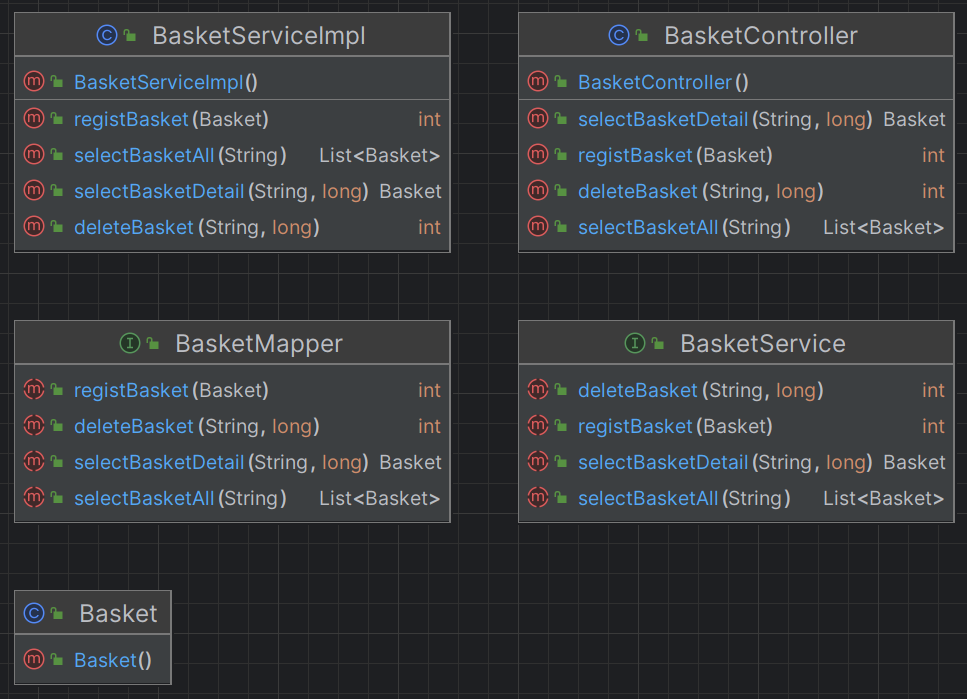 BasketServiceImpl
BasketServiceImpl()
registBasket(Basket) int
selectBasketAll(String) List<Basket>
selectBasketDetail(String, long) Basket
deleteBasket(String, long) int
BasketController
BasketController()
selectBasketDetail(String, long) Basket
registBasket(Basket) int
deleteBasket(String, long) int
selectBasketAll(String) List<Basket>
BasketMapper
registBasket(Basket) int
deleteBasket(String, long) int
selectBasketDetail(String, long) Basket
selectBasketAll(String) List<Basket>
BasketService
deleteBasket(String, long) int
registBasket(Basket) int
selectBasketDetail(String, long) Basket
selectBasketAll(String) List<Basket>
Basket
Basket()